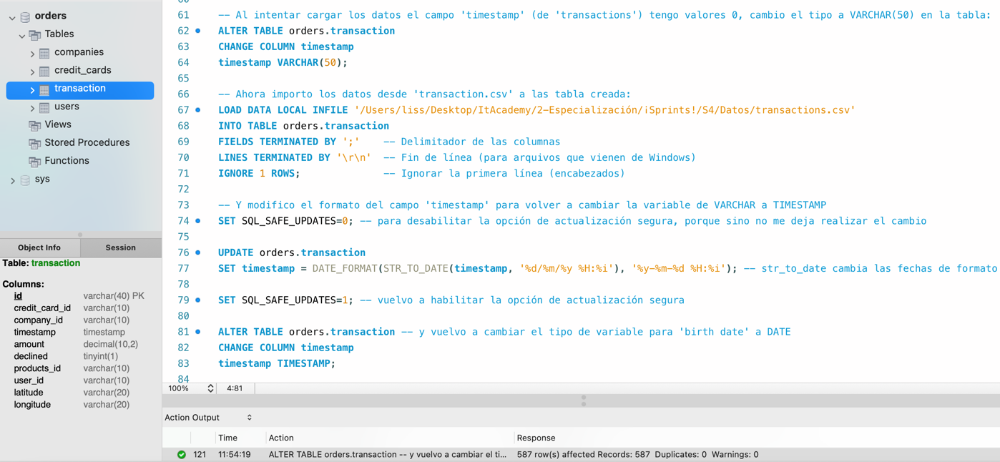 orders
Tables
companies
credit_cards
transaction
users
Views
Stored Procedures
Functions
sys
Object Info Session
Table: transaction
Columns:
id varchar(40) PK
credit_card_id varchar(10)
company_id varchar(10)
timestamp timestamp
amount decimal(10,2)
declined tinyint(1)
products_id varchar(10)
user_id varchar(10)
latitude varchar(20)
longitude varchar(20)
61 -- Al intentar cargar los datos el campo 'timestamp' (de 'transactions') tengo valores 0, cambio el tipo a VARCHAR(50) en la tabla:
62 ALTER TABLE orders.transaction
63 CHANGE COLUMN timestamp
64 timestamp VARCHAR(50);
65
66 -- Ahora importo los datos desde 'transaction.csv' a las tabla creada:
67 LOAD DATA LOCAL INFILE '/Users/liss/Desktop/ItAcademy/2-Especialización/¡Sprints!/S4/Datos/transactions.csv'
68 INTO TABLE orders.transaction
69 FIELDS TERMINATED BY ';' -- Delimitador de las columnas
70 LINES TERMINATED BY '\r\n' -- Fin de línea (para arquivos que vienen de Windows)
71 IGNORE 1 ROWS; -- Ignorar la primera línea (encabezados)
72
73 -- Y modifico el formato del campo 'timestamp' para volver a cambiar la variable de VARCHAR a TIMESTAMP
74 SET SQL_SAFE_UPDATES=0; -- para desabilitar la opción de actualización segura, porque sino no me deja realizar el cambio
75
76 UPDATE orders.transaction
77 SET timestamp = DATE_FORMAT(STR_TO_DATE(timestamp, '%d/%m/%y %H:%i'), '%y-%m-%d %H:%i'); -- str_to_date cambia las fechas de formato
78
79 SET SQL_SAFE_UPDATES=1; -- vuelvo a habilitar la opción de actualización segura
80
81 ALTER TABLE orders.transaction -- y vuelvo a cambiar el tipo de variable para 'birth date' a DATE
82 CHANGE COLUMN timestamp
83 timestamp TIMESTAMP;
84
100% 4:81
Action Output
Time Action Response
121 11:54:19 ALTER TABLE orders.transaction -- y vuelvo a cambiar el ti... 587 row(s) affected Records: 587 Duplicates: 0 Warnings: 0